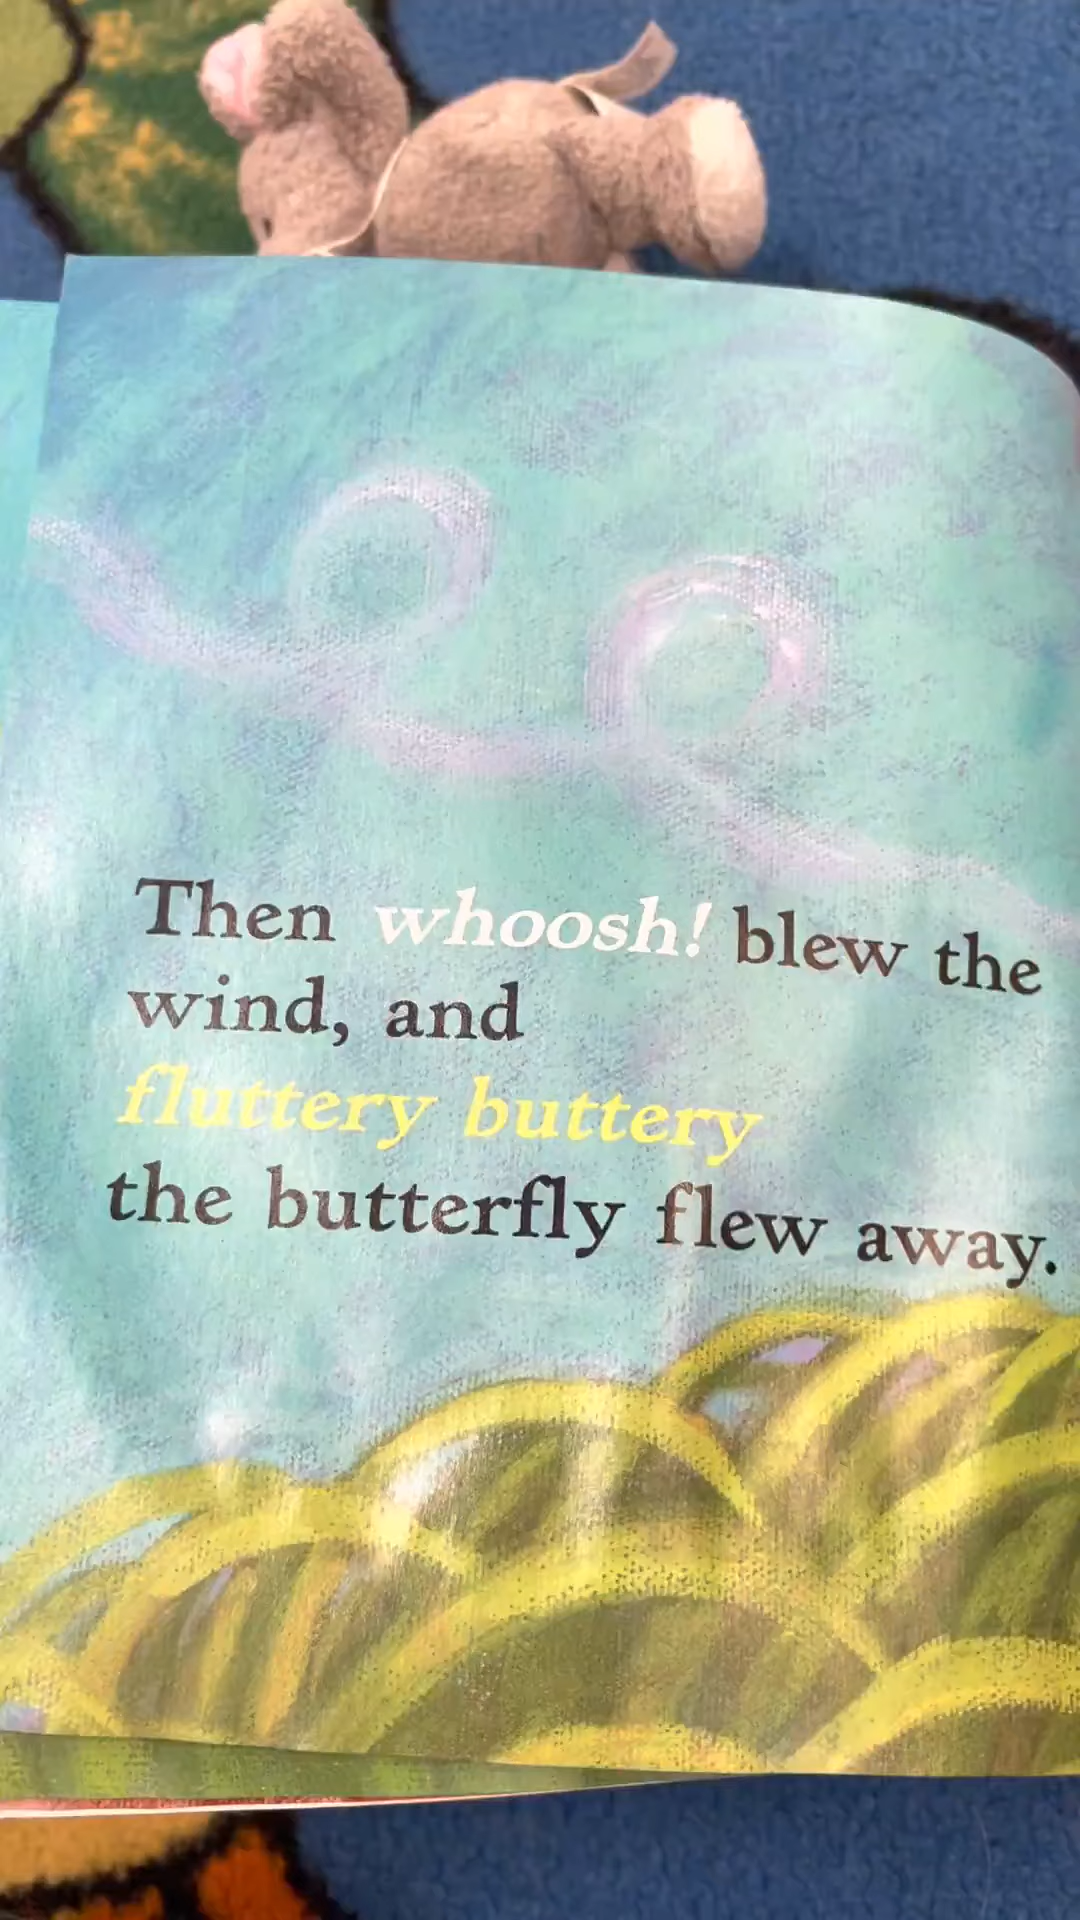 Then whoosh! blew the
wind, and
fluttery buttery
the butterfly flew away.